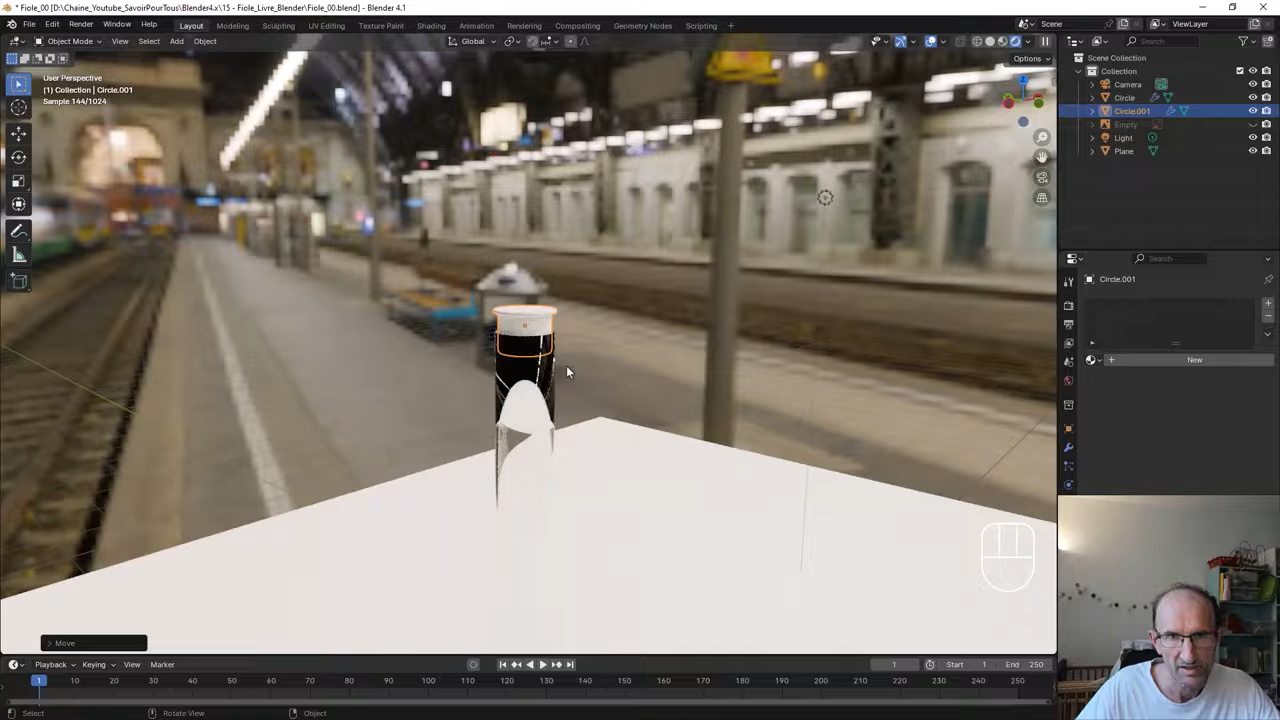 * Fiole_00 [D:\Chaine_Youtube_SavoirPourTous\Blender4.x\15 - Fiole_Livre_Blender\Fiole_00.blend] - Blender 4.1
File Edit Render Window Help Layout Modeling Sculpting UV Editing Texture Paint Shading Animation Rendering Compositing Geometry Nodes Scripting + Scene ViewLayer
Object Mode View Select Add Object Global Search
Options
User Perspective
(1) Collection | Circle.001
Sample 144/1024
Scene Collection
Collection
Camera
Circle
Circle.001
Empty
Light
Plane
Search
Circle.001
+ New
Move
Playback Keying View Marker 1 Start 1 End 250
1 10 20 30 40 50 60 70 80 90 100 110 120 130 140 150 160 170 180 190 200 210 220 230 240 250
Select Rotate View Object